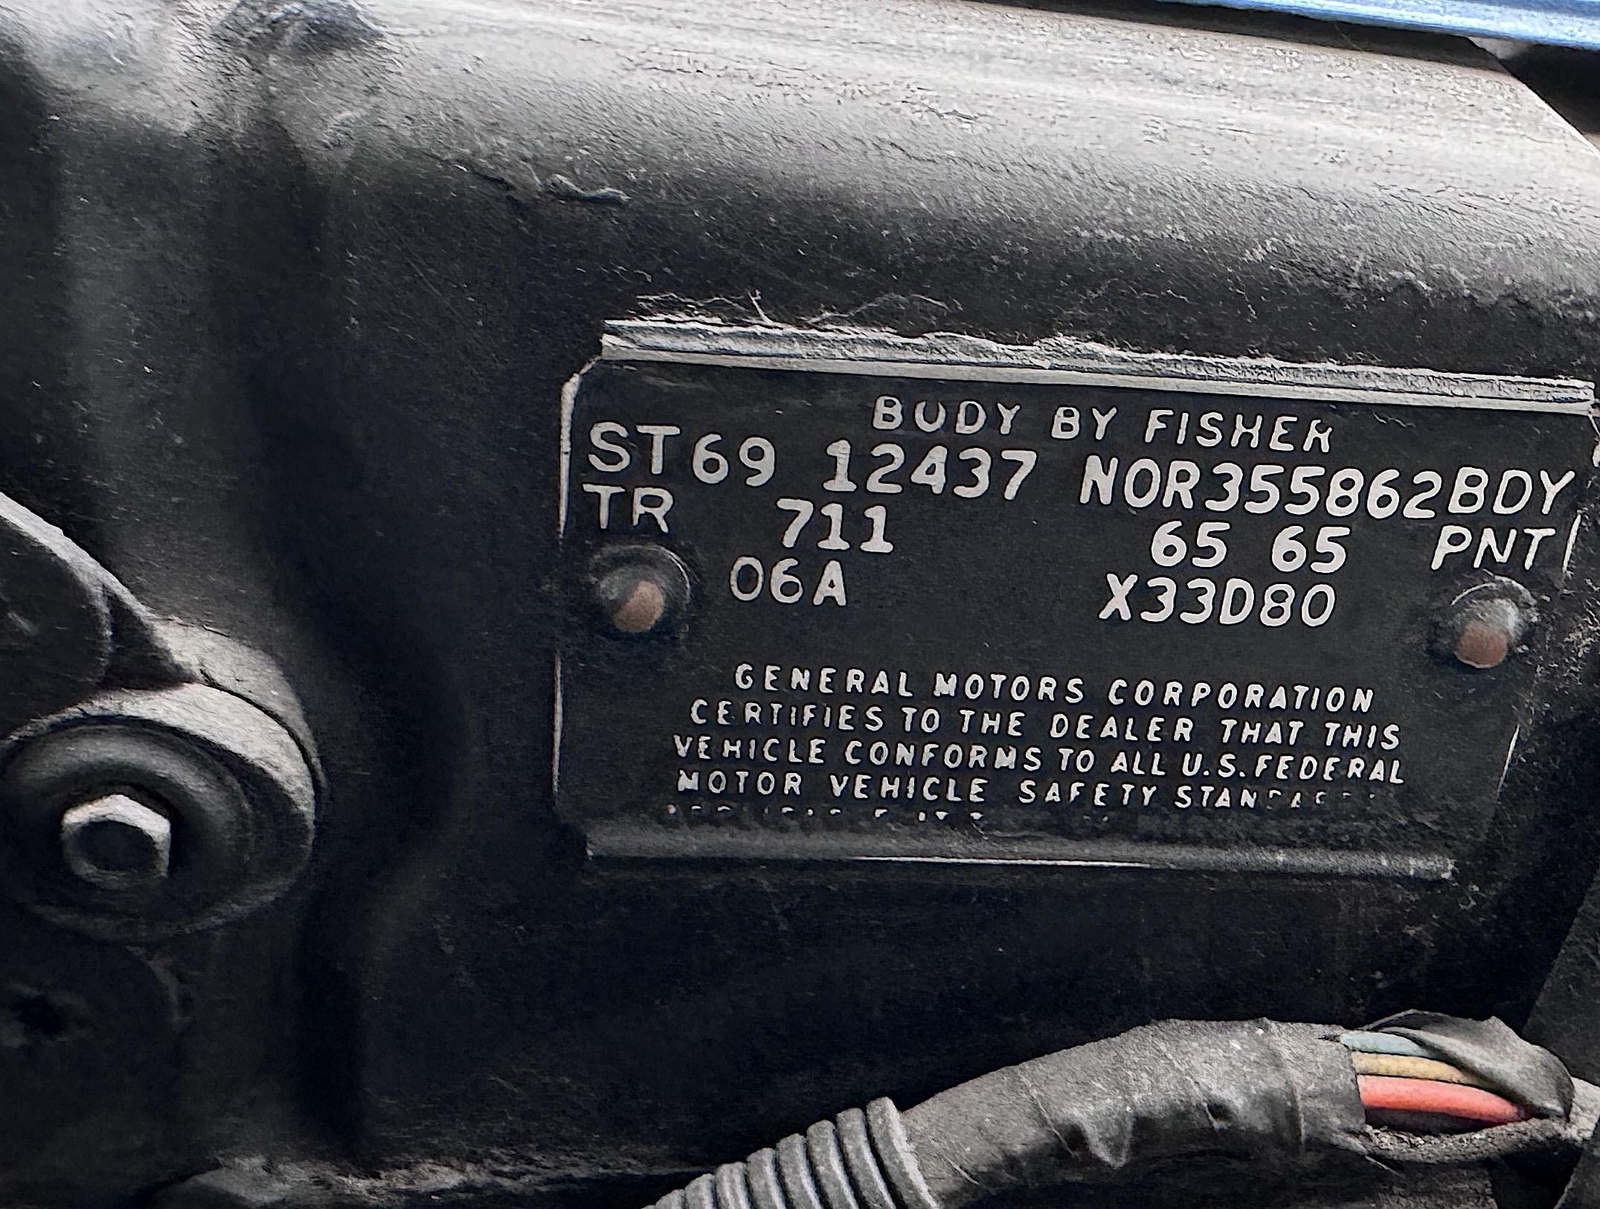 BODY BY FISHER
ST69 12437 NOR355862BDY
TR 711 65 65 PNT
06A X33D80
GENERAL MOTORS CORPORATION
CERTIFIES TO THE DEALER THAT THIS
VEHICLE CONFORMS TO ALL U.S. FEDERAL
MOTOR VEHICLE SAFETY